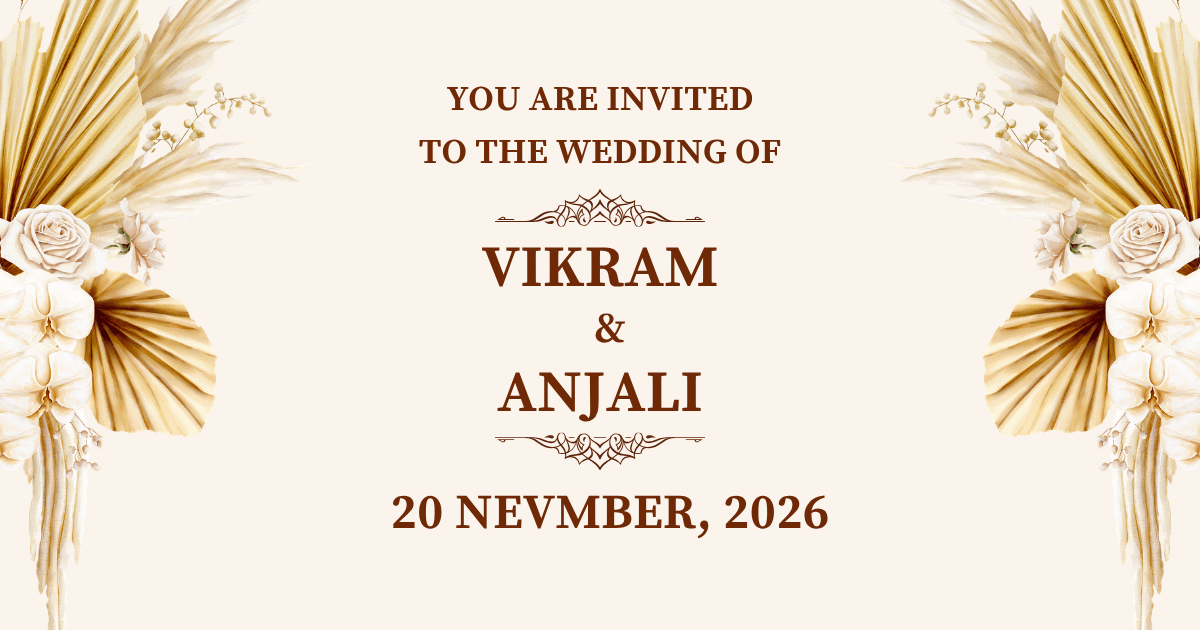 YOU ARE INVITED
TO THE WEDDING OF
VIKRAM
&
ANJALI
20 NEVMBER, 2026